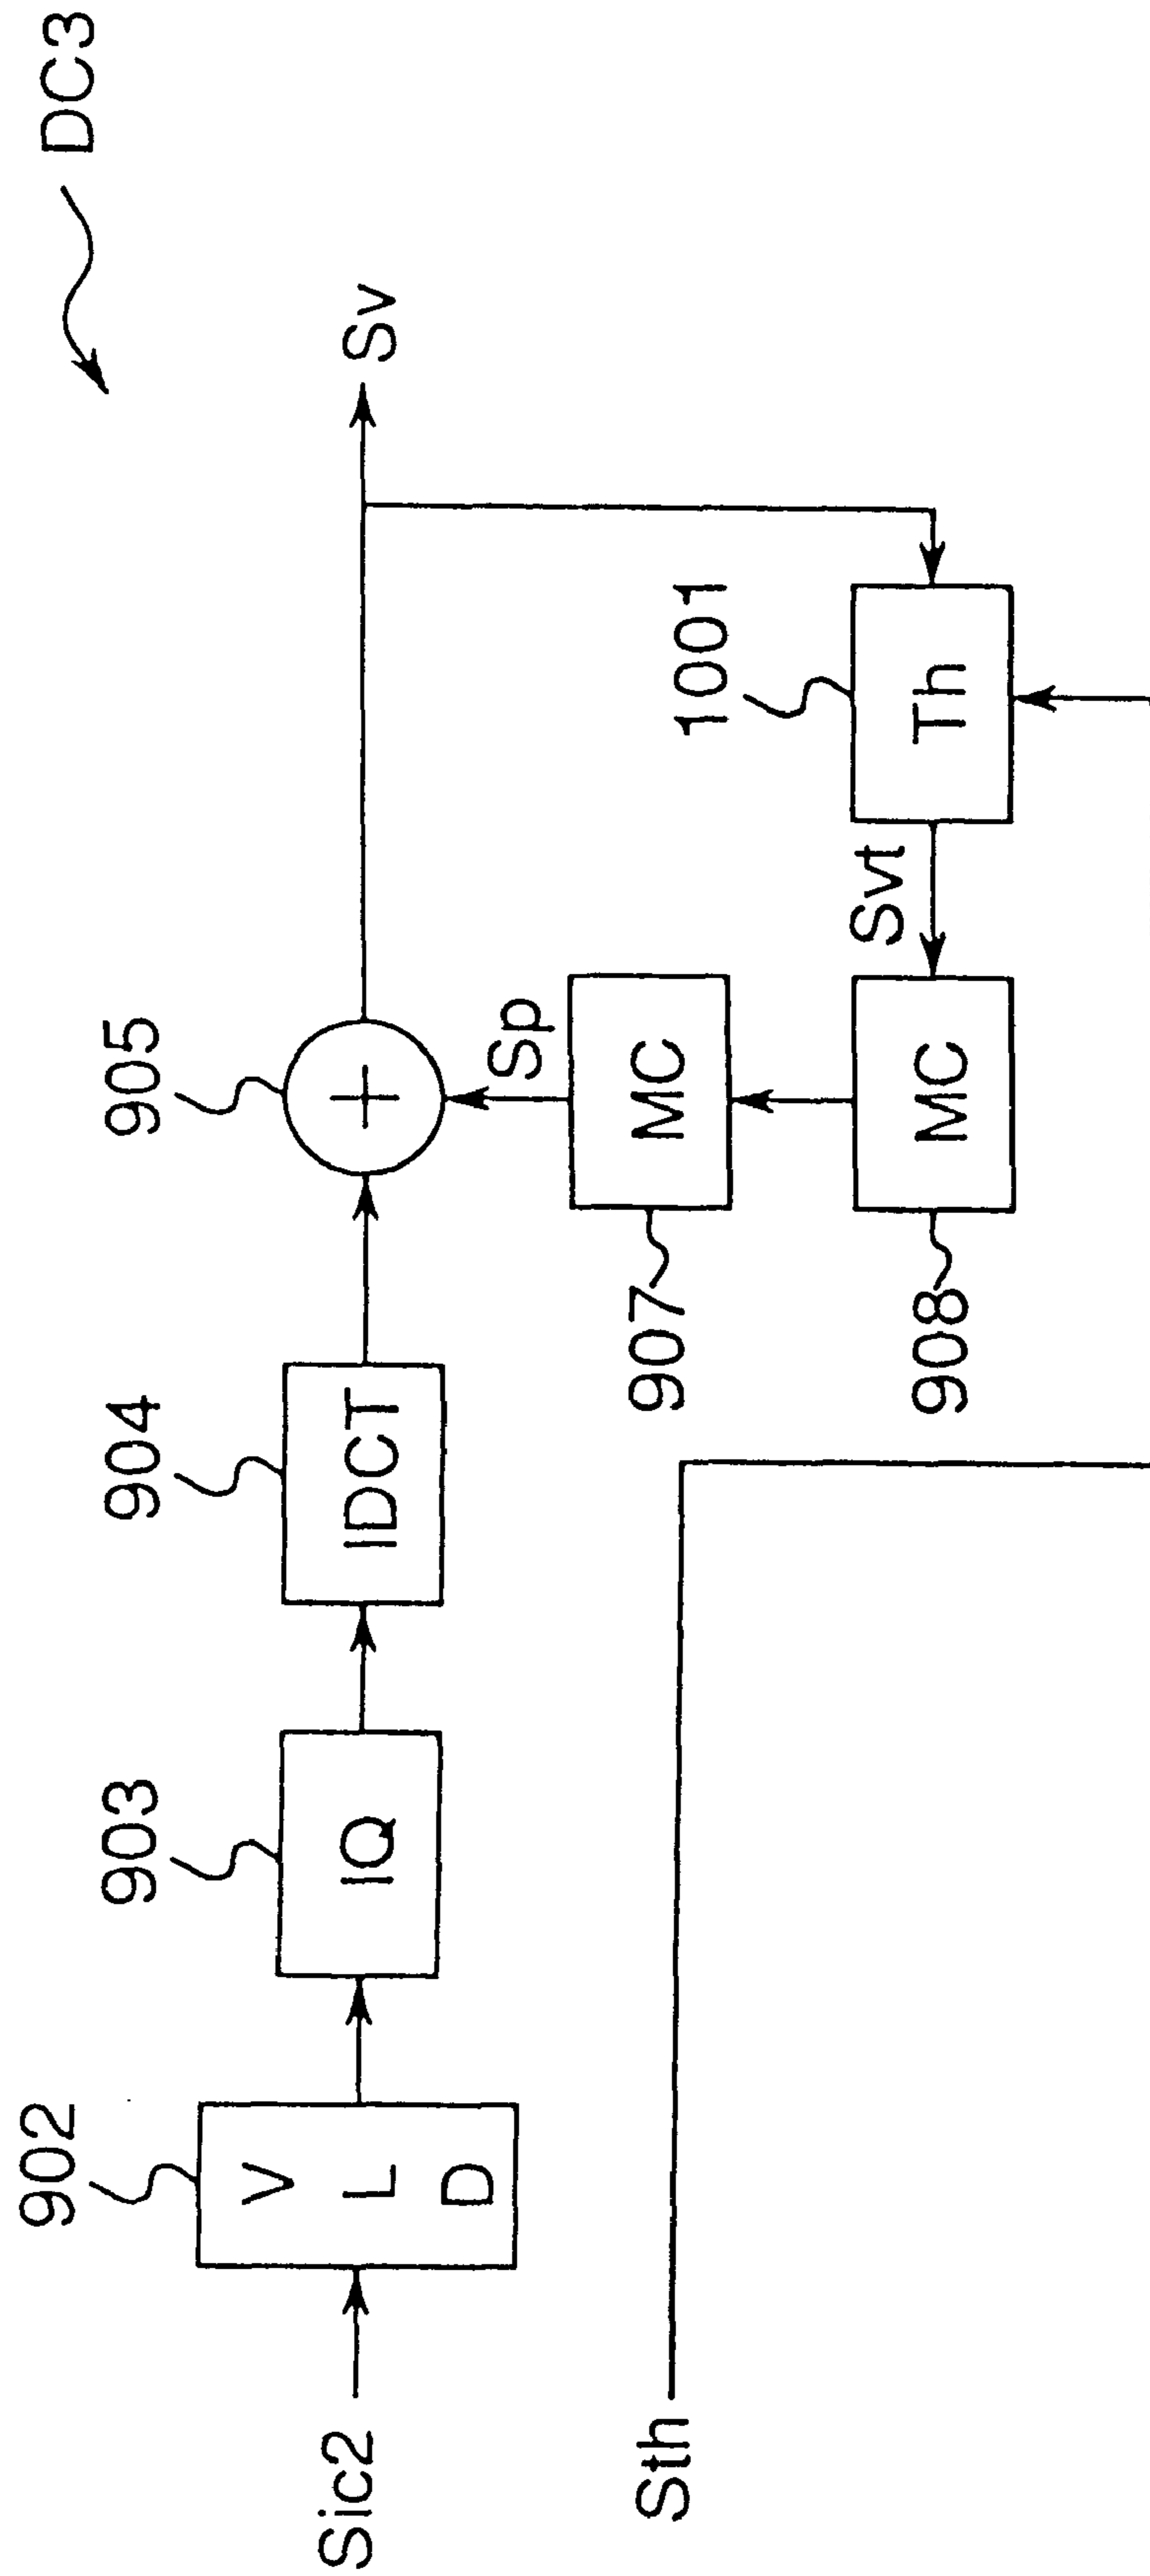 DC3
902
903
904
905
Sic2
V
L
D
IQ
IDCT
+
Sv
Sp
1001
907
MC
Sth
908
MC
Svt
Th